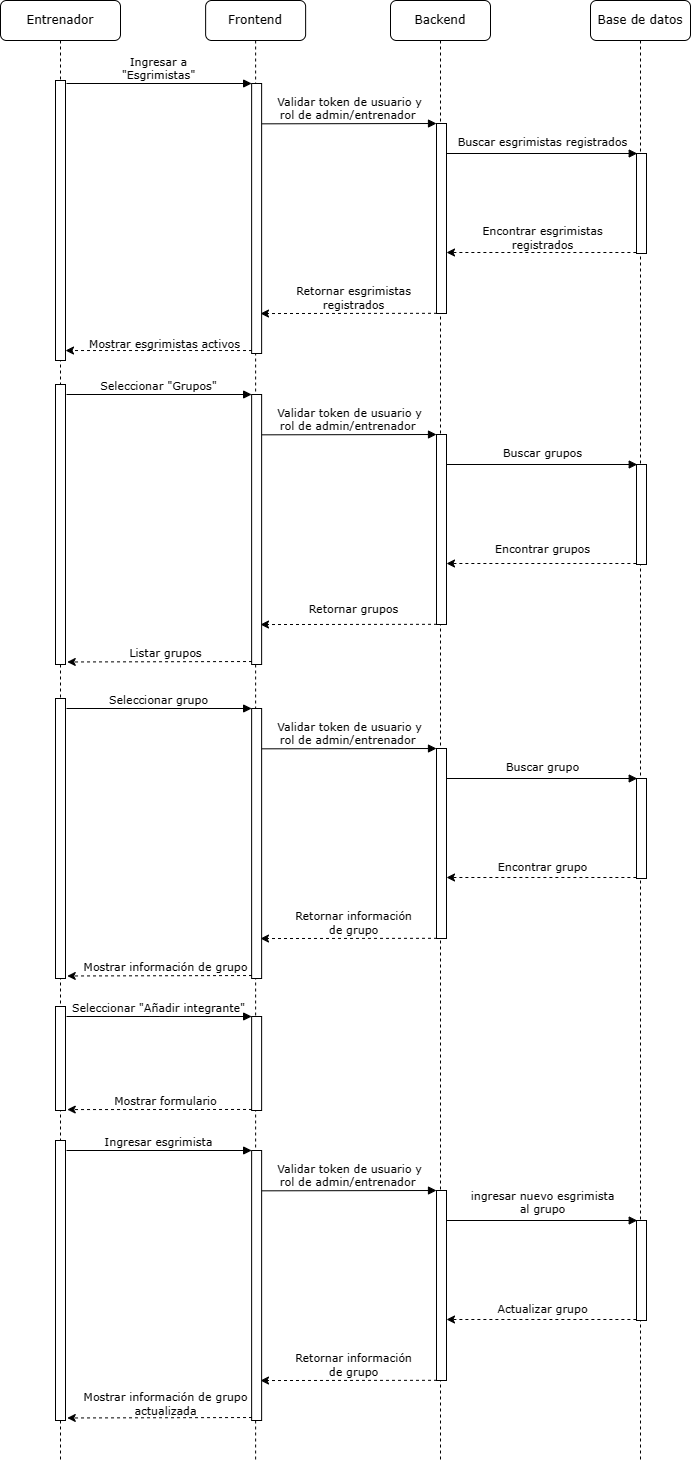 Entrenador
Frontend
Backend
Base de datos
Ingresar a
"Esgrimistas"
Validar token de usuario y
rol de admin/entrenador
Buscar esgrimistas registrados
Encontrar esgrimistas
registrados
Retornar esgrimistas
registrados
Mostrar esgrimistas activos
Seleccionar "Grupos"
Validar token de usuario y
rol de admin/entrenador
Buscar grupos
Encontrar grupos
Retornar grupos
Listar grupos
Seleccionar grupo
Validar token de usuario y
rol de admin/entrenador
Buscar grupo
Encontrar grupo
Retornar información
de grupo
Mostrar información de grupo
Seleccionar "Añadir integrante"
Mostrar formulario
Ingresar esgrimista
Validar token de usuario y
rol de admin/entrenador
ingresar nuevo esgrimista
al grupo
Actualizar grupo
Retornar información
de grupo
Mostrar información de grupo
actualizada